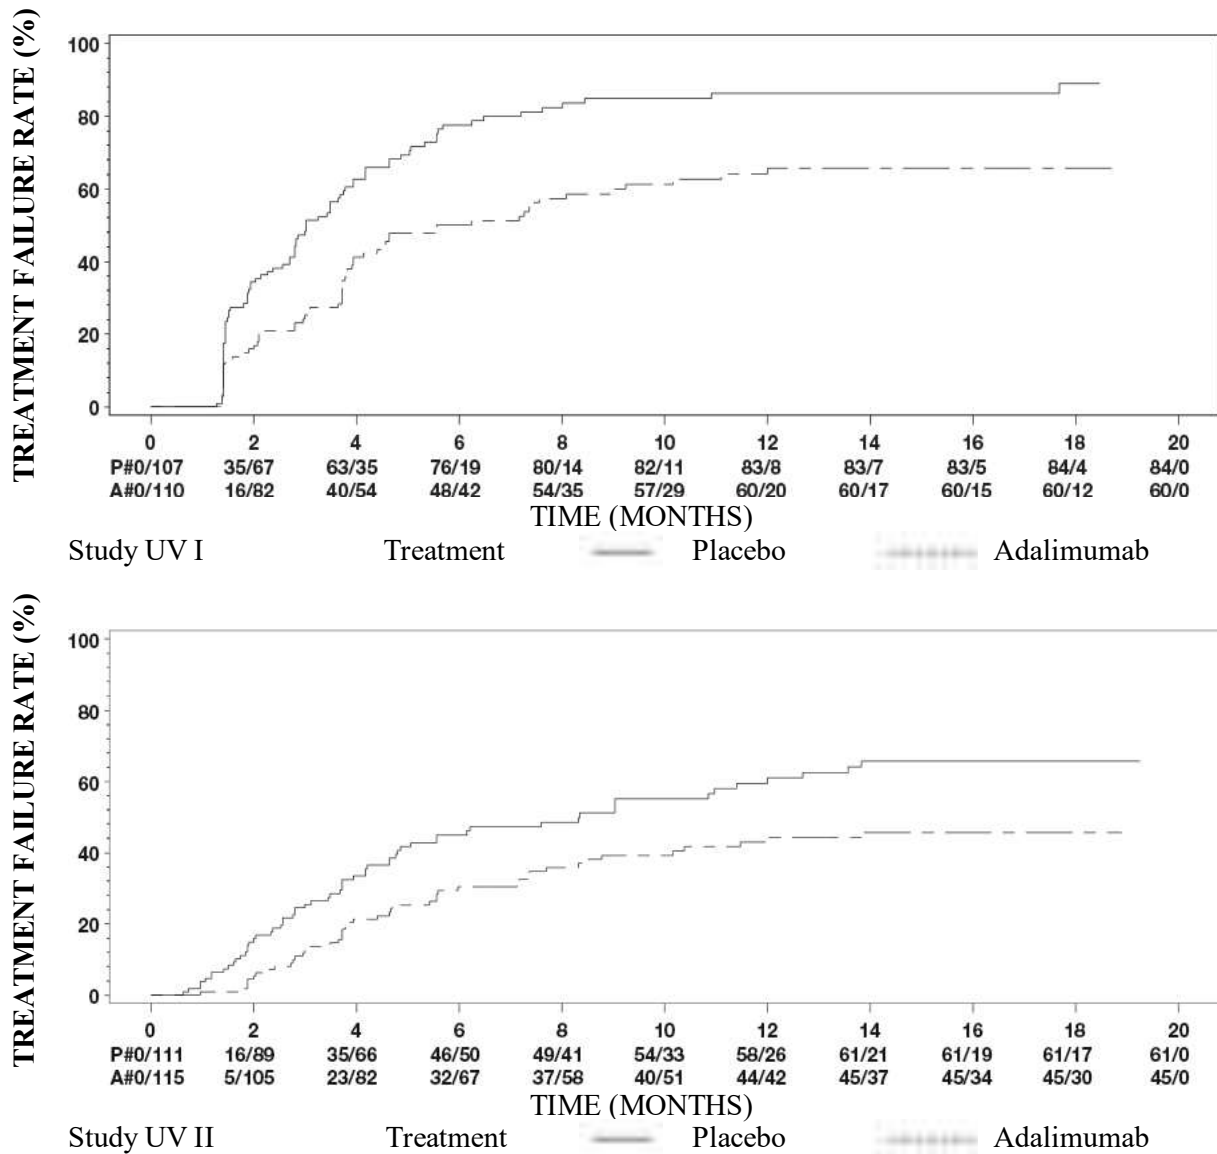 TREATMENT FAILURE RATE (%)
100
80
60
40
20
0
0 2 4 6 8 10 12 14 16 18 20
P#0/107 35/67 63/35 76/19 80/14 82/11 83/8 83/7 83/5 84/4 84/0
A#0/110 16/82 40/54 48/42 54/35 57/29 60/20 60/17 60/15 60/12 60/0
TIME (MONTHS)
Study UV I Treatment Placebo Adalimumab
TREATMENT FAILURE RATE (%)
100
80
60
40
20
0
0 2 4 6 8 10 12 14 16 18 20
P#0/111 16/89 35/66 46/50 49/41 54/33 58/26 61/21 61/19 61/17 61/0
A#0/115 5/105 23/82 32/67 37/58 40/51 44/42 45/37 45/34 45/30 45/0
TIME (MONTHS)
Study UV II Treatment Placebo Adalimumab